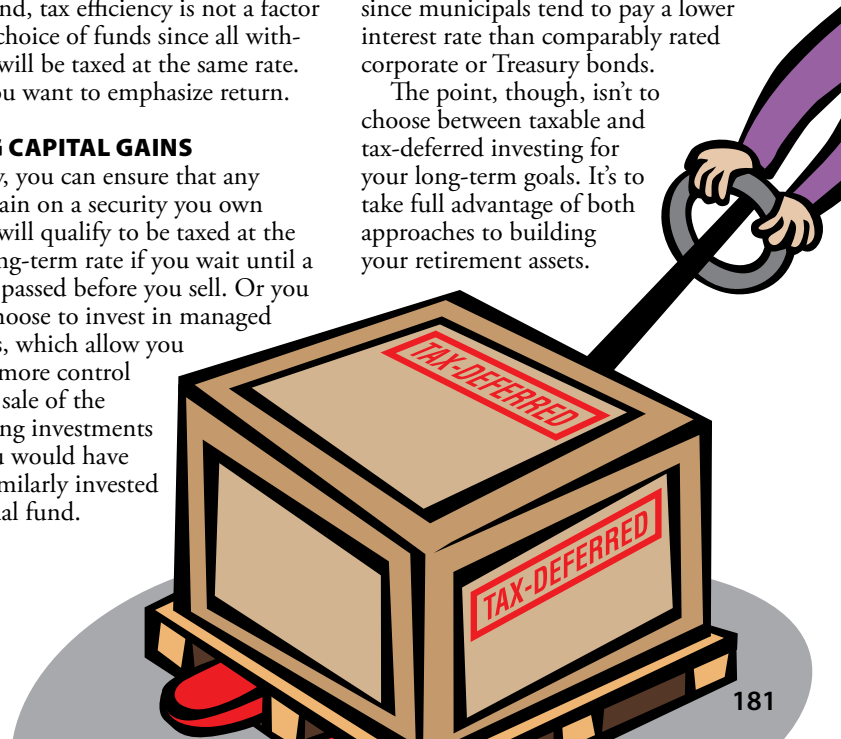 nd, tax efficiency is not a factor
choice of funds since all with-
will be taxed at the same rate.
ou want to emphasize return.
G CAPITAL GAINS
y, you can ensure that any
ain on a security you own
will qualify to be taxed at the
ng-term rate if you wait until a
passed before you sell. Or you
hoose to invest in managed
s, which allow you
more control
sale of the
ng investments
u would have
milarly invested
al fund.
since municipals tend to pay a lower
interest rate than comparably rated
corporate or Treasury bonds.
The point, though, isn't to
choose between taxable and
tax-deferred investing for
your long-term goals. It's to
take full advantage of both
approaches to building
your retirement assets.
TAX-DEFERRED
TAX-DEFERRED
181